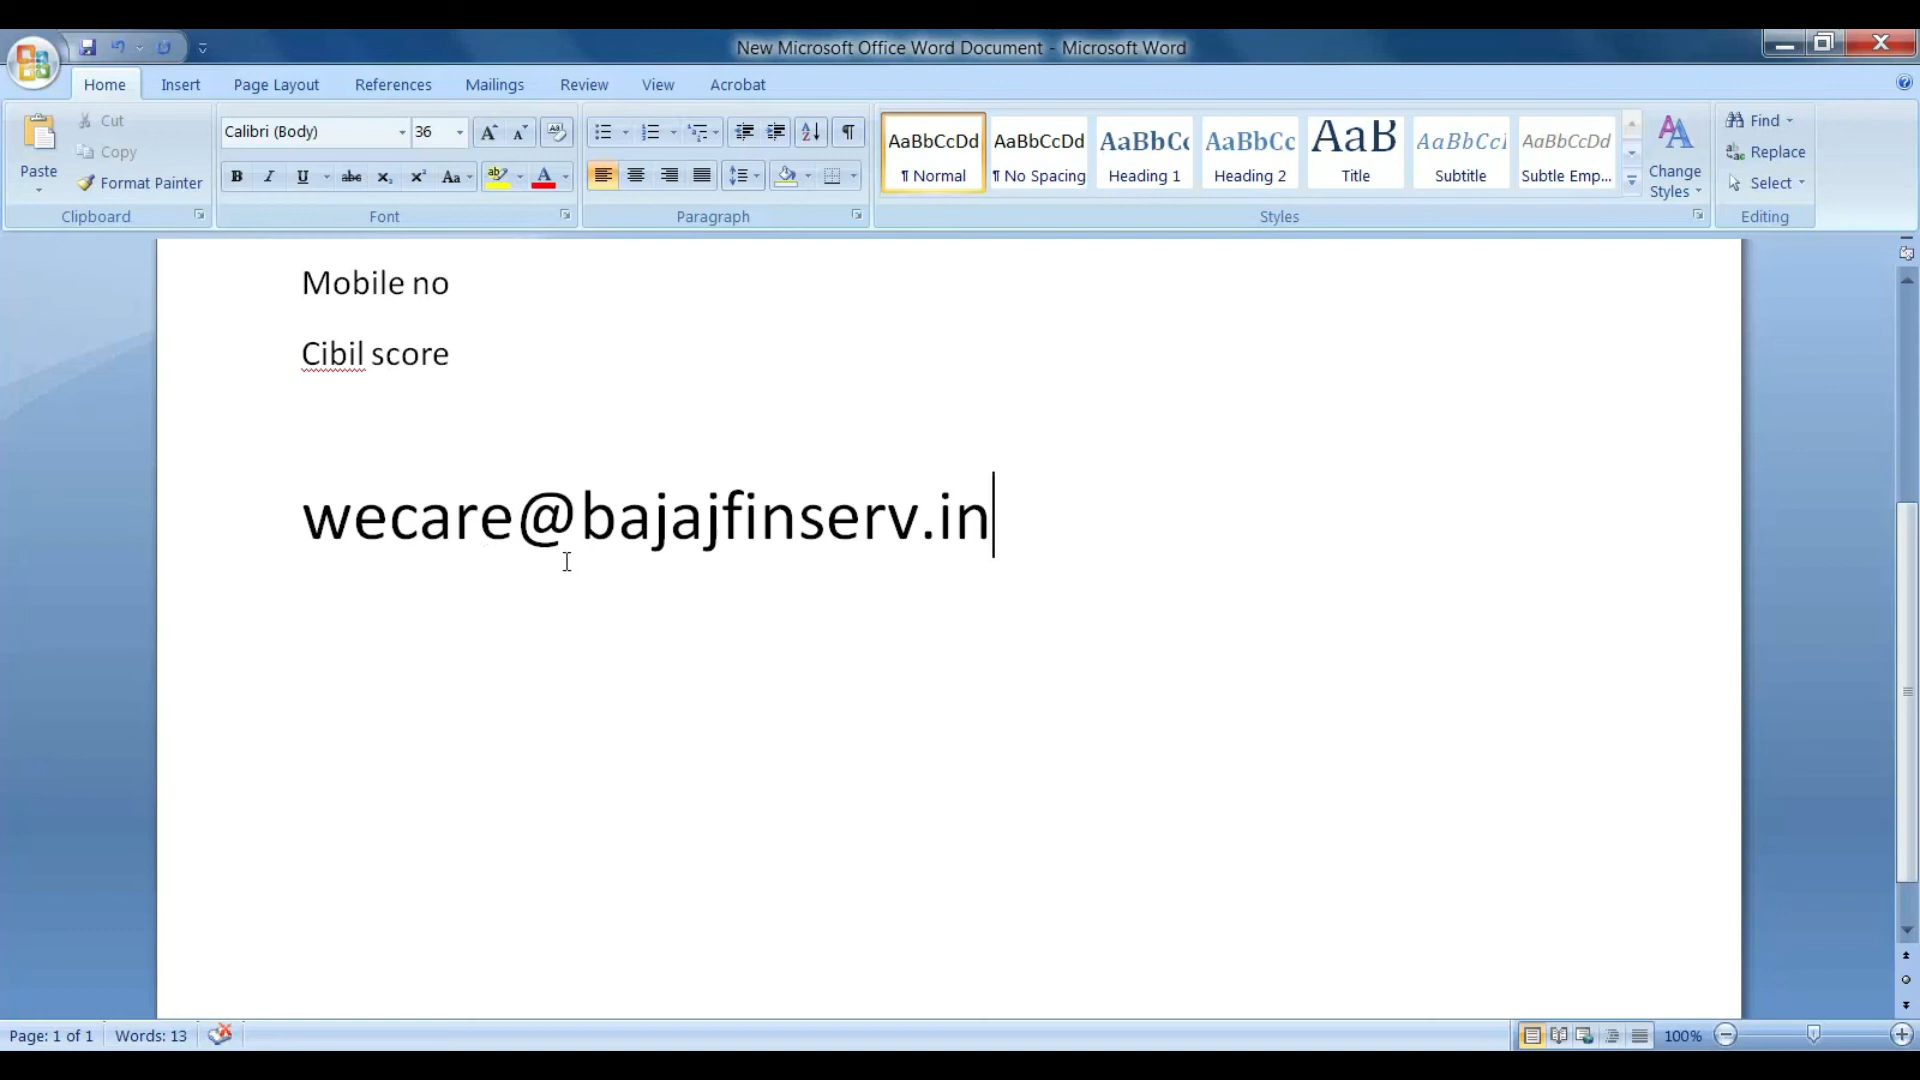 New Microsoft Office Word Document - Microsoft Word
Home Insert Page Layout References Mailings Review View Acrobat
Paste
Cut
Copy
Format Painter
Clipboard
Calibri (Body) 36
Font
Paragraph
AaBbCcDd AaBbCcDd AaBbCc AaBbCc AaB AaBbCcl AaBbCcDd
¶ Normal ¶ No Spacing Heading 1 Heading 2 Title Subtitle Subtle Emp...
Change
Styles
Styles
Find
Replace
Select
Editing
Mobile no
Cibil score
wecare@bajajfinserv.in
Page: 1 of 1 Words: 13 100%